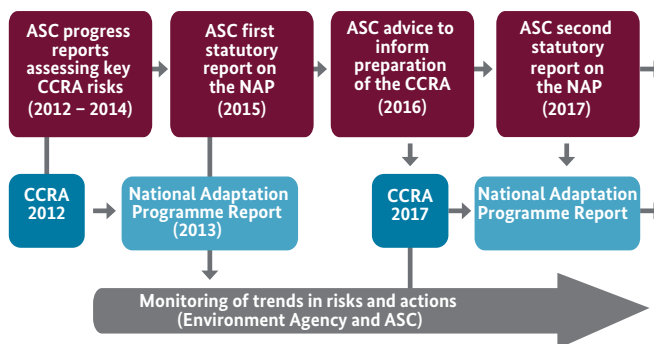 ASC progress
reports
assessing key
CCRA risks
(2012 – 2014)
ASC first
statutory
report on
the NAP
(2015)
ASC advice to
inform
preparation
of the CCRA
(2016)
ASC second
statutory
report on
the NAP
(2017)
CCRA
2012
National Adaptation
Programme Report
(2013)
CCRA
2017
National Adaptation
Programme Report
Monitoring of trends in risks and actions
(Environment Agency and ASC)